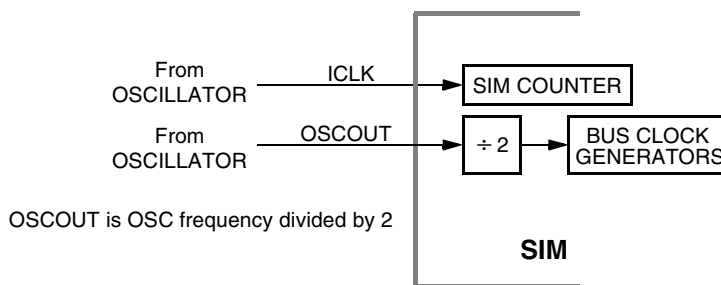 From
OSCILLATOR
ICLK
SIM COUNTER
From
OSCILLATOR
OSCOUT
÷ 2
BUS CLOCK
GENERATORS
OSCOUT is OSC frequency divided by 2
SIM